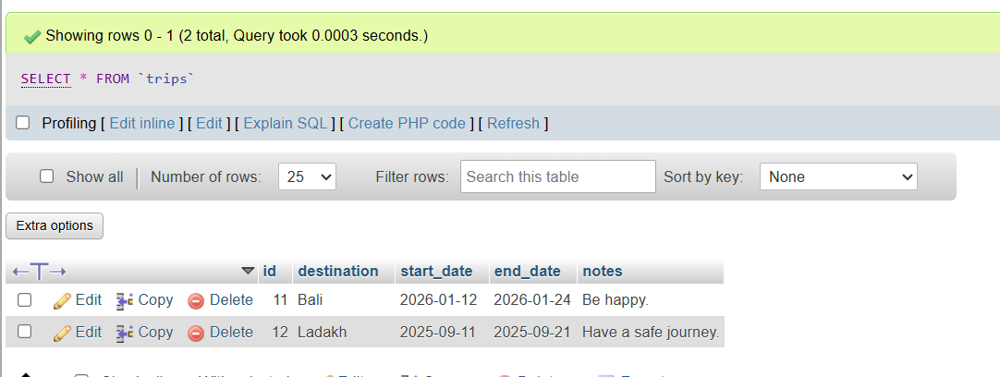 Showing rows 0 - 1 (2 total, Query took 0.0003 seconds.)
SELECT * FROM `trips`
Profiling [ Edit inline ] [ Edit ] [ Explain SQL ] [ Create PHP code ] [ Refresh ]
Show all Number of rows: 25 Filter rows: Search this table Sort by key: None
Extra options
id destination start_date end_date notes
Edit Copy Delete 11 Bali 2026-01-12 2026-01-24 Be happy.
Edit Copy Delete 12 Ladakh 2025-09-11 2025-09-21 Have a safe journey.